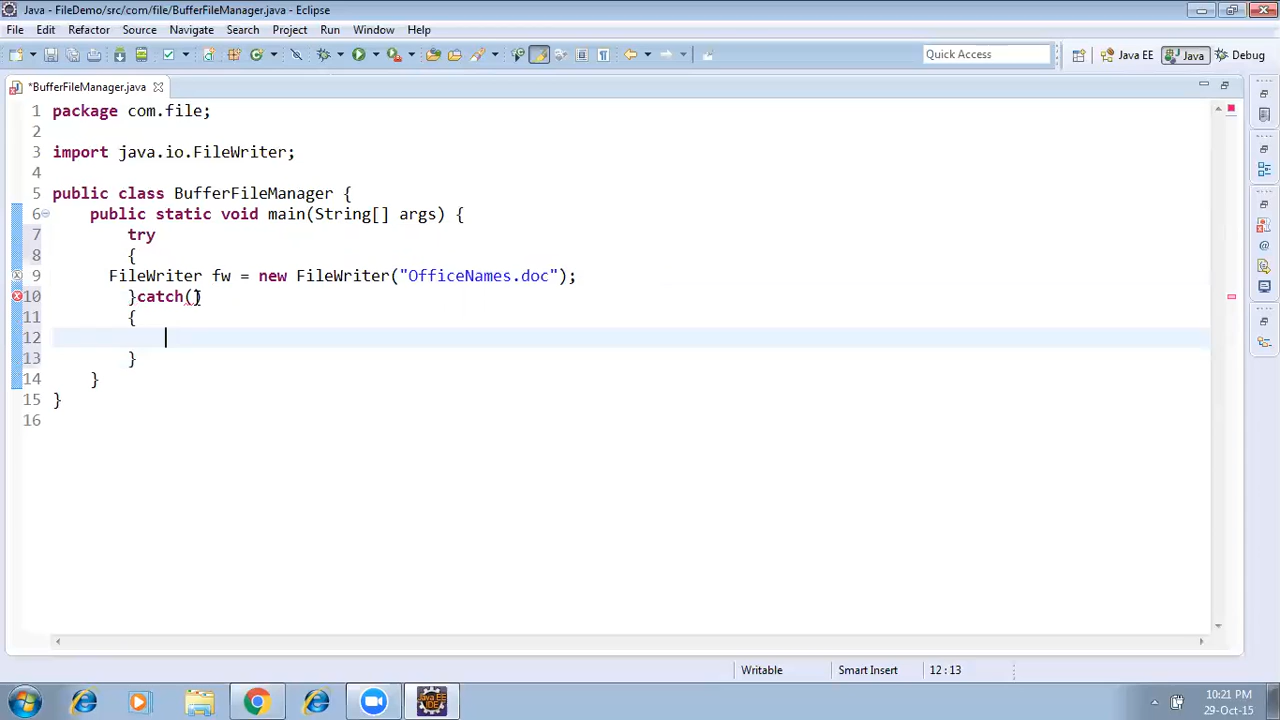 Java - FileDemo/src/com/file/BufferFileManager.java - Eclipse
File Edit Refactor Source Navigate Search Project Run Window Help
Quick Access Java EE Java Debug
*BufferFileManager.java
1 package com.file;
2
3 import java.io.FileWriter;
4
5 public class BufferFileManager {
6 public static void main(String[] args) {
7 try
8 {
9 FileWriter fw = new FileWriter("OfficeNames.doc");
10 }catch()
11 {
12
13 }
14 }
15 }
16
Writable Smart Insert 12 : 13
Java EE
IDE
10:21 PM
29-Oct-15